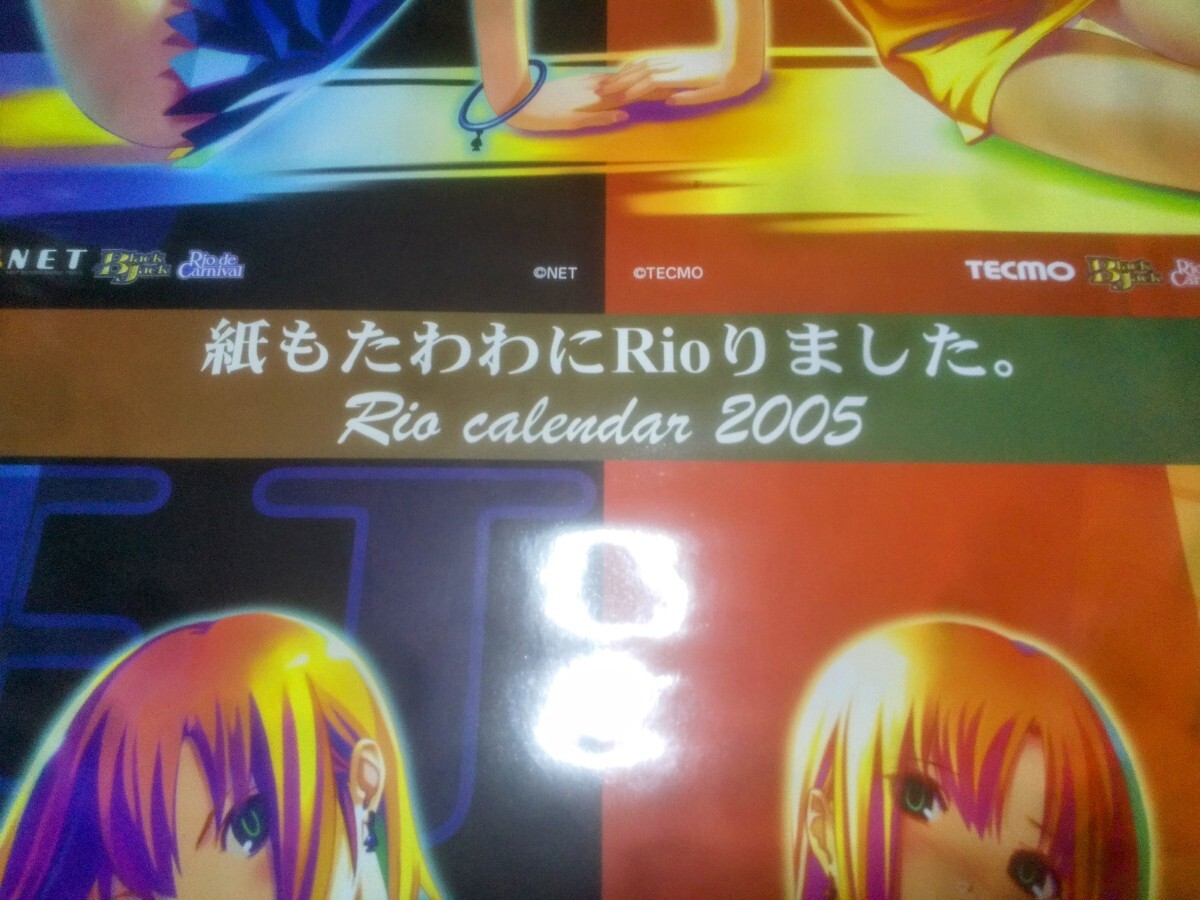 NET Black Jack Rio de Carnival ©NET ©TECMO TECMO Black Jack
紙もたわわにRioりました。
Rio calendar 2005